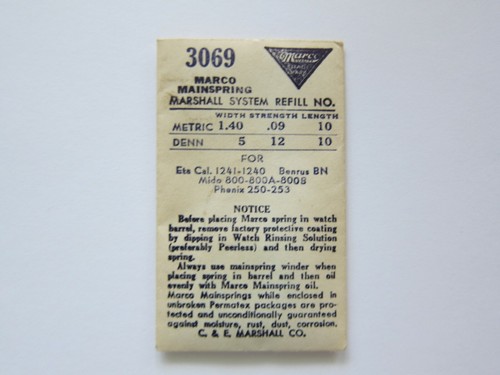 3069
Marco
MARCO
MAINSPRING
MARSHALL SYSTEM REFILL NO.
WIDTH STRENGTH LENGTH
METRIC 1.40 .09 10
DENN 5 12 10
FOR
Eta Cal. 1241-1240 Benrus BN
Mido 800-800A-800B
Phenix 250-253
NOTICE
Before placing Marco spring in watch
barrel, remove factory protective coating
by dipping in Watch Rinsing Solution
(preferably Peerless) and then drying
spring.
Always use mainspring winder when
placing spring in barrel and then oil
evenly with Marco Mainspring oil.
Marco Mainsprings while enclosed in
unbroken Permatex packages are pro-
tected and unconditionally guaranteed
against moisture, rust, dust, corrosion.
C. & E. MARSHALL CO.